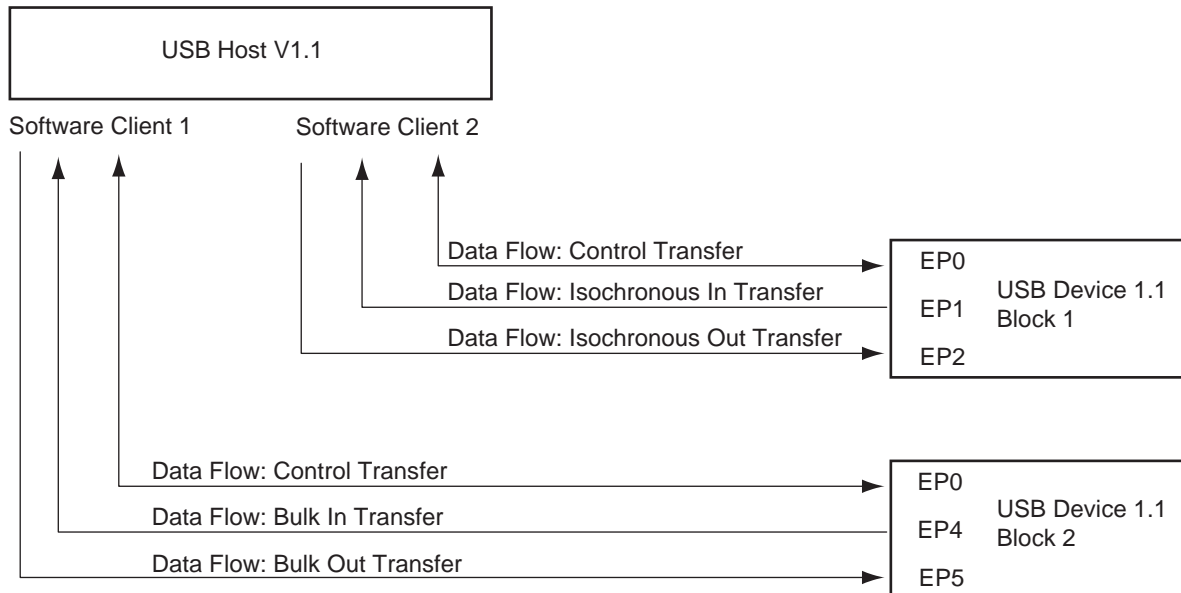 USB Host V1.1
Software Client 1
Software Client 2
Data Flow: Control Transfer
Data Flow: Isochronous In Transfer
Data Flow: Isochronous Out Transfer
EP0
EP1
EP2
USB Device 1.1
Block 1
Data Flow: Control Transfer
Data Flow: Bulk In Transfer
Data Flow: Bulk Out Transfer
EP0
EP4
EP5
USB Device 1.1
Block 2